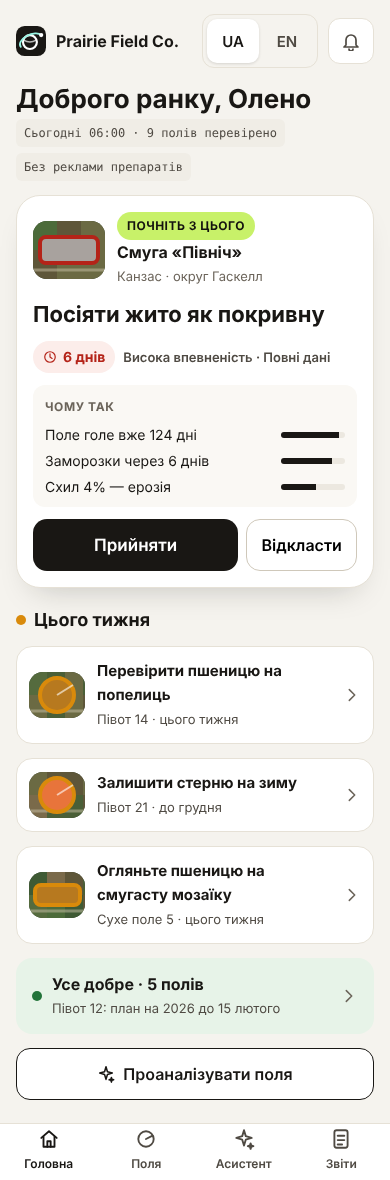 Prairie Field Co.
UA
EN
Доброго ранку, Олено
Сьогодні 06:00 · 9 полів перевірено
Без реклами препаратів
ПОЧНІТЬ З ЦЬОГО
Смуга «Північ»
Канзас · округ Гаскелл
Посіяти жито як покривну
6 днів
Висока впевненість · Повні дані
ЧОМУ ТАК
Поле голе вже 124 дні
Заморозки через 6 днів
Схил 4% — ерозія
Прийняти
Відкласти
Цього тижня
Перевірити пшеницю на
попелиць
Півот 14 · цього тижня
Залишити стерню на зиму
Півот 21 · до грудня
Огляньте пшеницю на
смугасту мозаїку
Сухе поле 5 · цього тижня
Усе добре · 5 полів
Півот 12: план на 2026 до 15 лютого
Проаналізувати поля
Головна
Поля
Асистент
Звіти